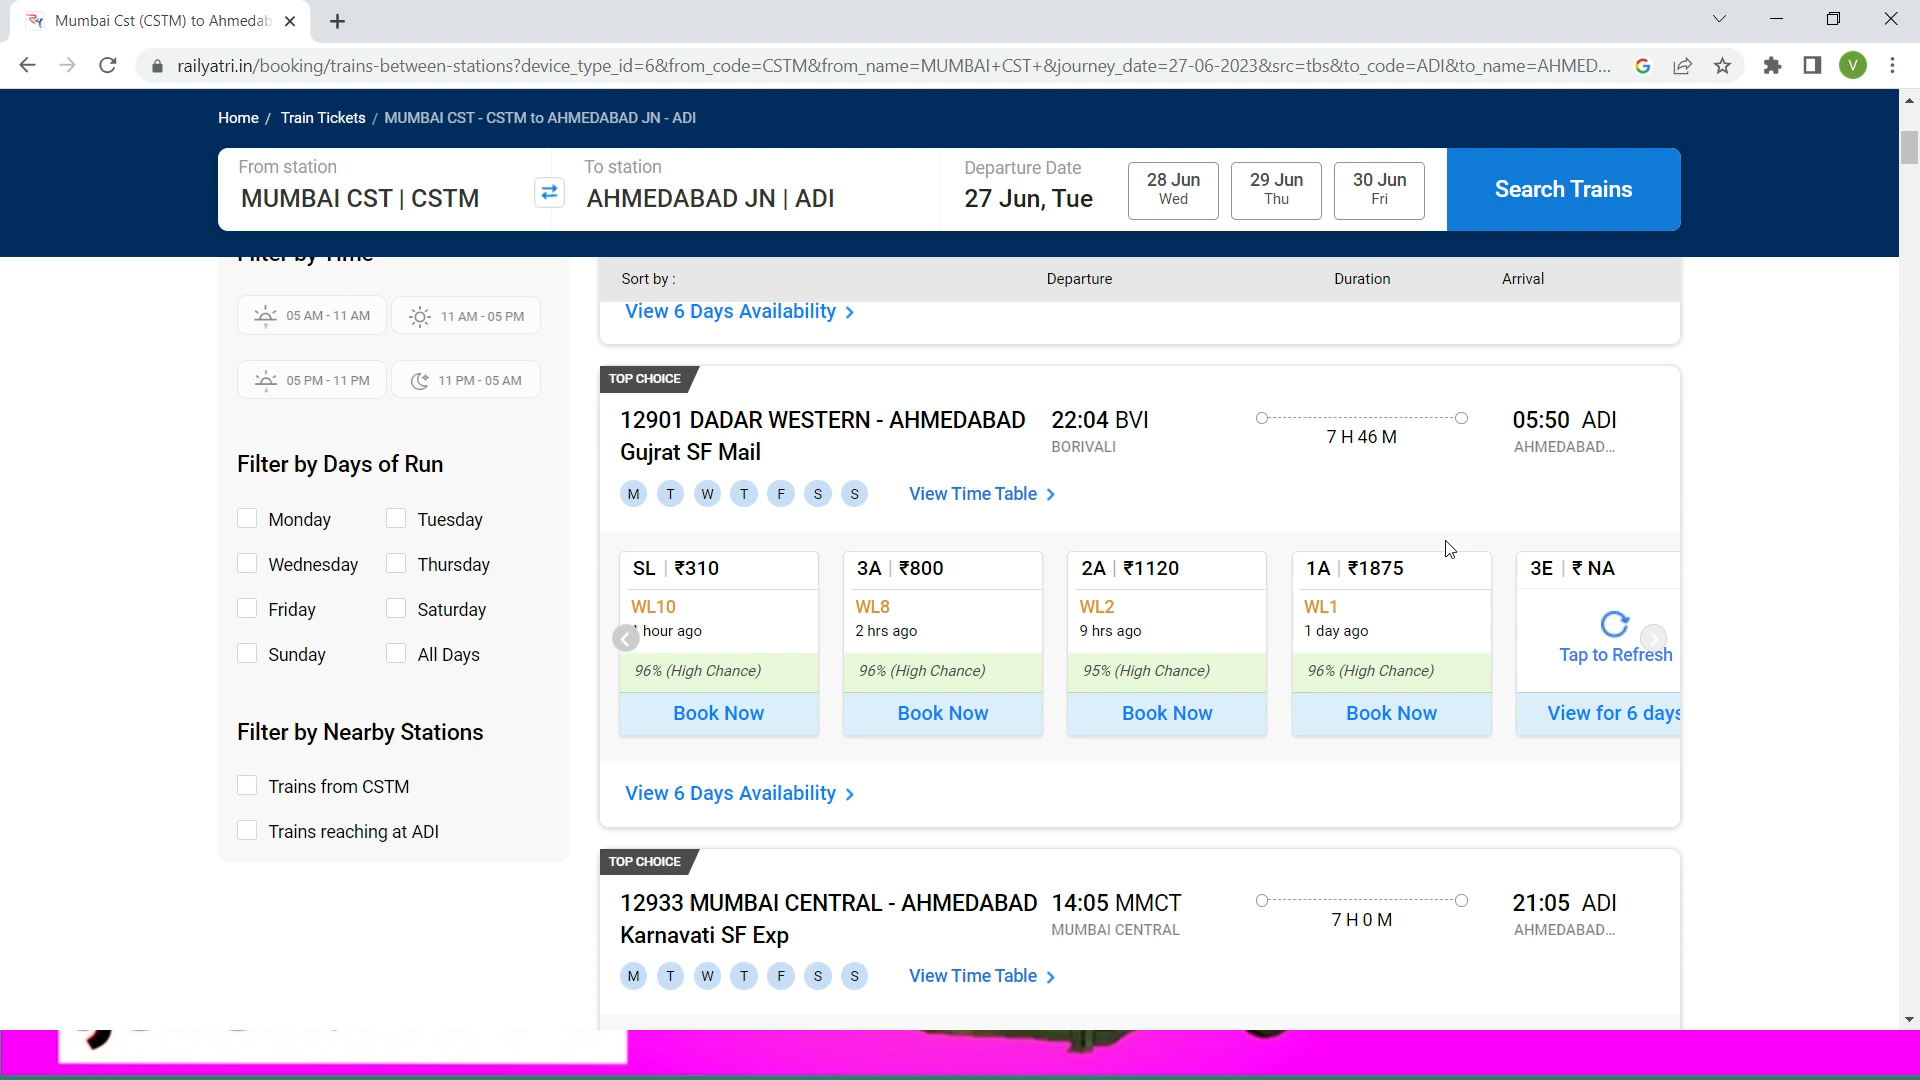 Mumbai Cst (CSTM) to Ahmedab
railyatri.in/booking/trains-between-stations?device_type_id=6&from_code=CSTM&from_name=MUMBAI+CST+&journey_date=27-06-2023&src=tbs&to_code=ADI&to_name=AHMED...
V
Home / Train Tickets / MUMBAI CST - CSTM to AHMEDABAD JN - ADI
From station
MUMBAI CST | CSTM
To station
AHMEDABAD JN | ADI
Departure Date
27 Jun, Tue
28 Jun
Wed
29 Jun
Thu
30 Jun
Fri
Search Trains
Filter by Time
05 AM - 11 AM
11 AM - 05 PM
05 PM - 11 PM
11 PM - 05 AM
Filter by Days of Run
Monday
Tuesday
Wednesday
Thursday
Friday
Saturday
Sunday
All Days
Filter by Nearby Stations
Trains from CSTM
Trains reaching at ADI
Sort by :
Departure
Duration
Arrival
View 6 Days Availability >
TOP CHOICE
12901 DADAR WESTERN - AHMEDABAD
Gujrat SF Mail
22:04 BVI
BORIVALI
7 H 46 M
05:50 ADI
AHMEDABAD...
M T W T F S S
View Time Table >
SL | ₹310
WL10
hour ago
96% (High Chance)
Book Now
3A | ₹800
WL8
2 hrs ago
96% (High Chance)
Book Now
2A | ₹1120
WL2
9 hrs ago
95% (High Chance)
Book Now
1A | ₹1875
WL1
1 day ago
96% (High Chance)
Book Now
3E | ₹ NA
Tap to Refresh
View for 6 days
View 6 Days Availability >
TOP CHOICE
12933 MUMBAI CENTRAL - AHMEDABAD
Karnavati SF Exp
14:05 MMCT
MUMBAI CENTRAL
7 H 0 M
21:05 ADI
AHMEDABAD...
M T W T F S S
View Time Table >